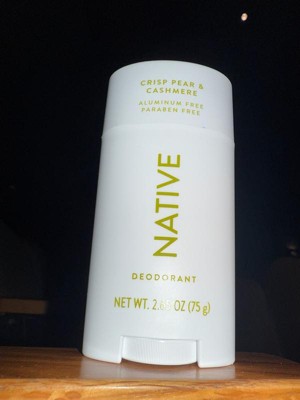 CRISP PEAR &
CASHMERE
ALUMINUM FREE
PARABEN FREE
NATIVE
DEODORANT
NET WT. OZ (75 g)